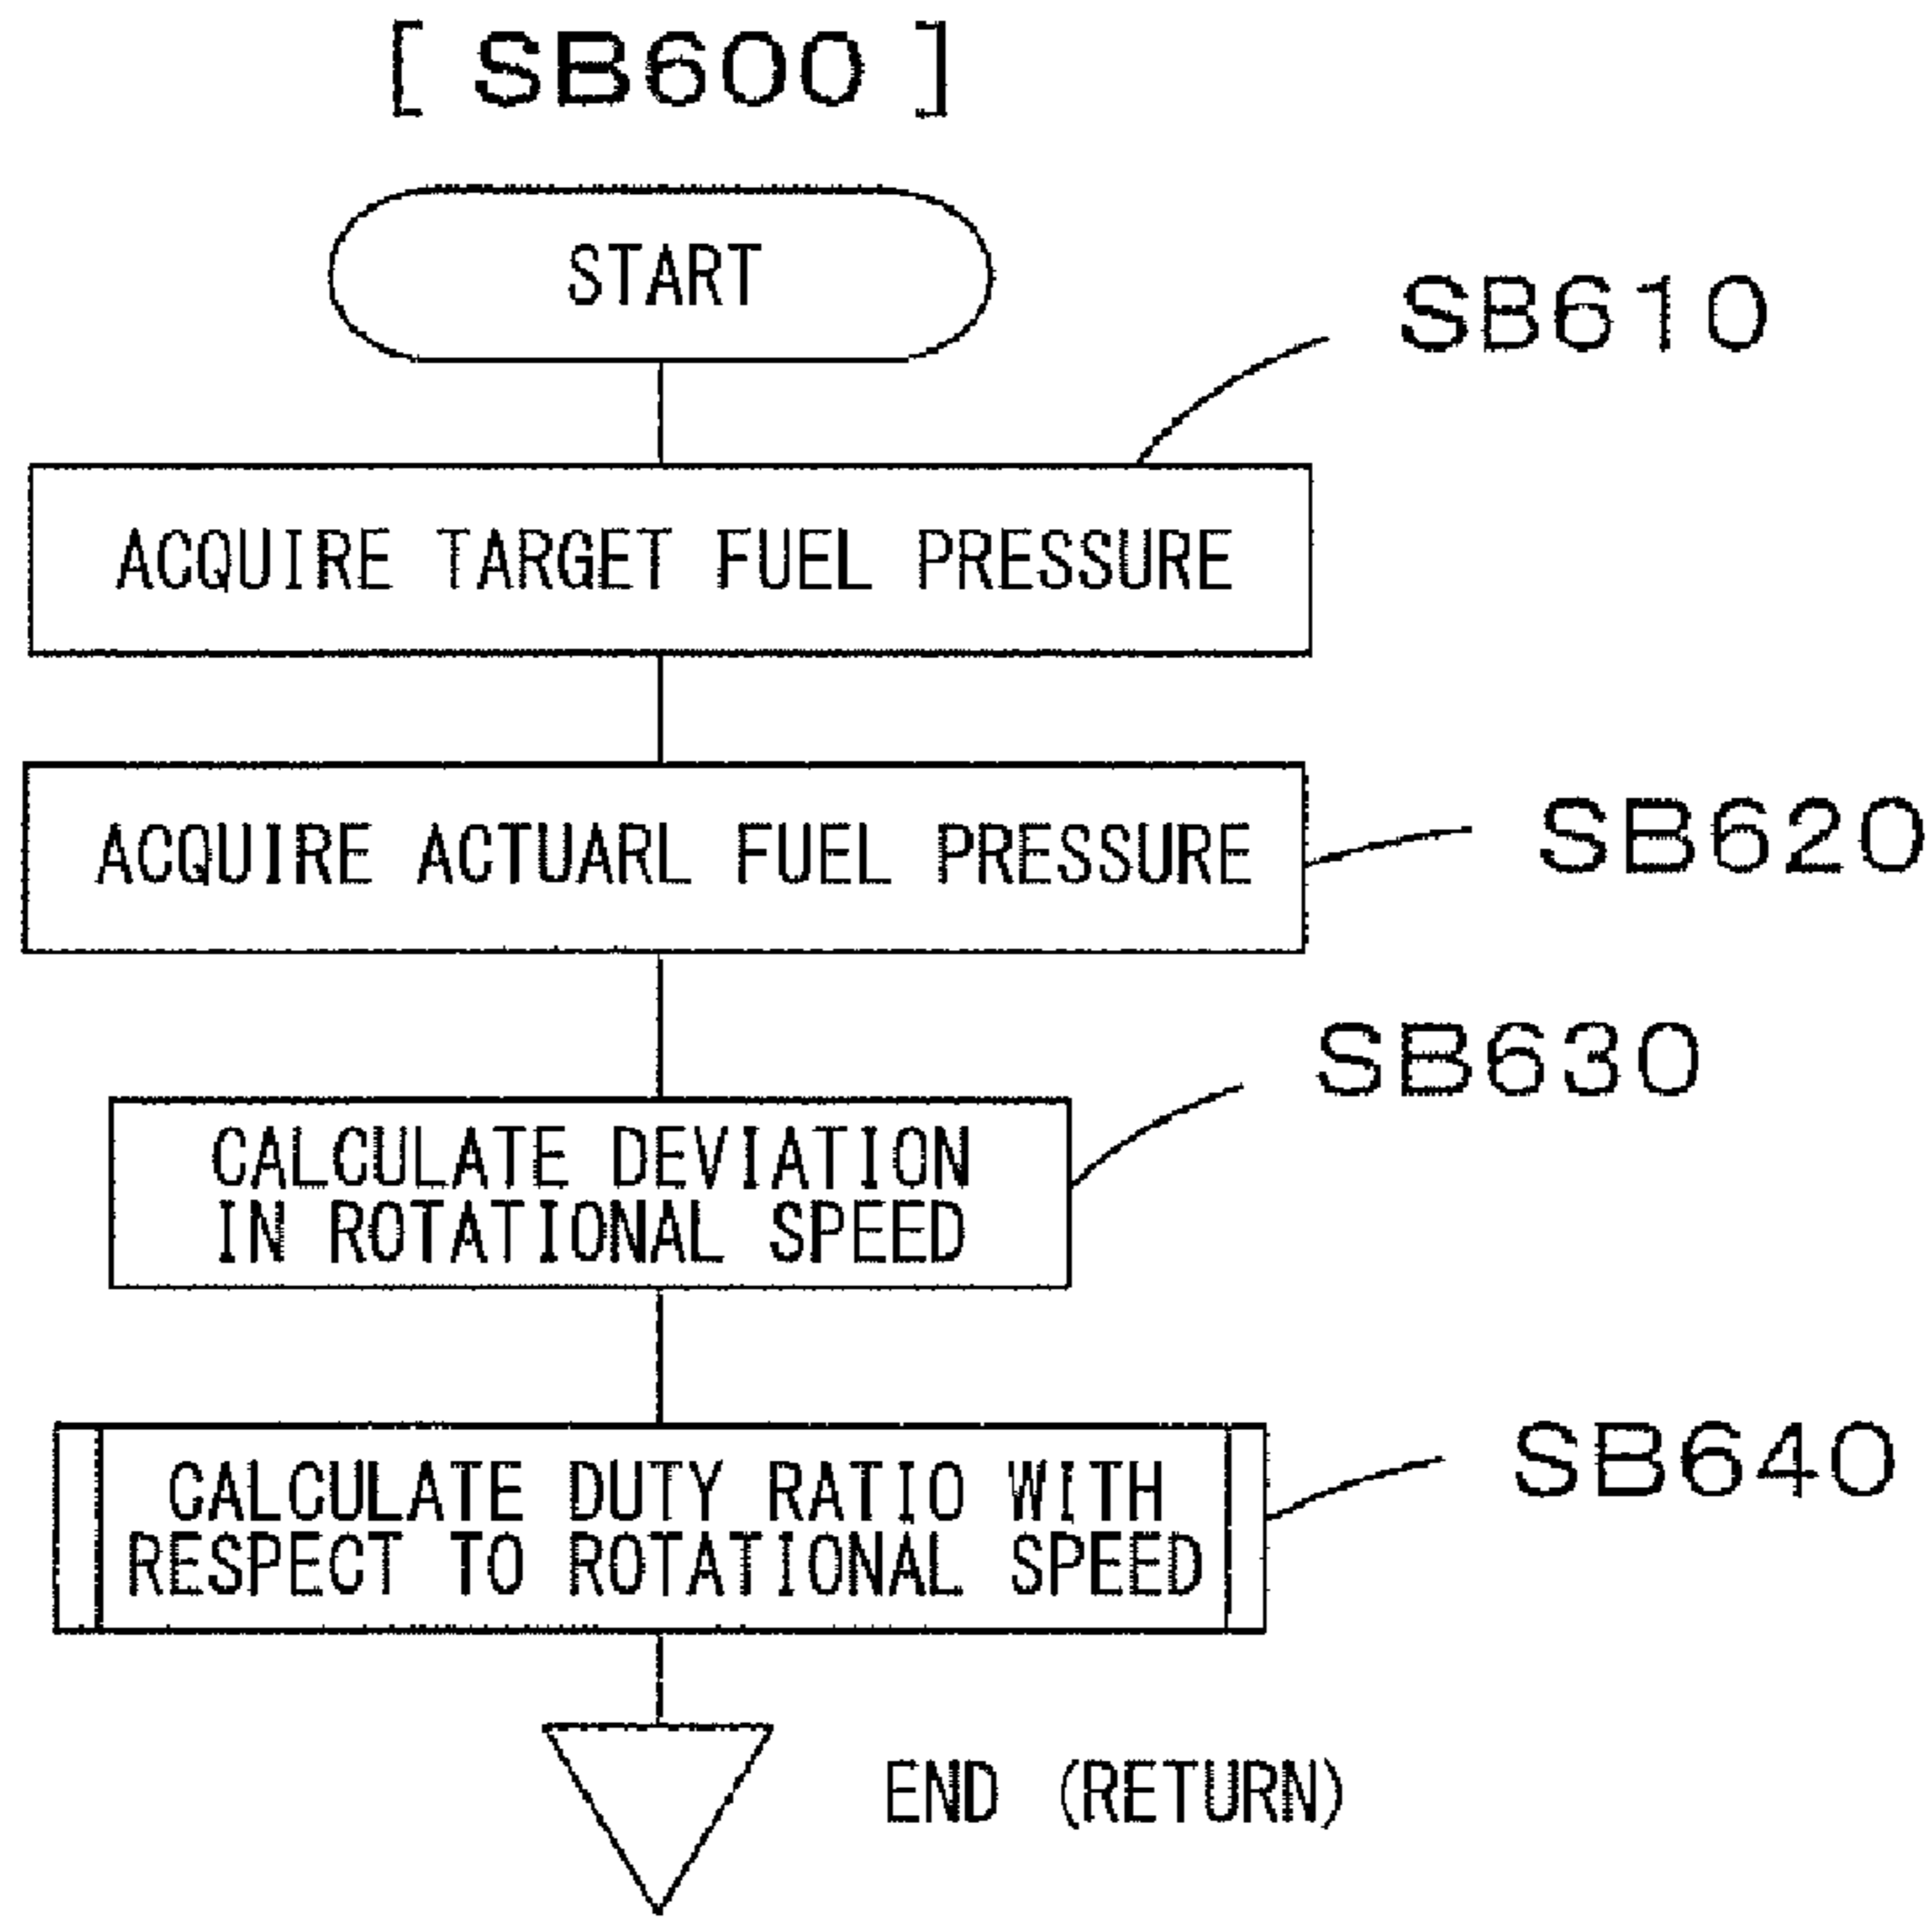 [ SB600 ]
START
SB610
ACQUIRE TARGET FUEL PRESSURE
ACQUIRE ACTUARL FUEL PRESSURE
SB620
SB630
CALCULATE DEVIATION
IN ROTATIONAL SPEED
SB640
CALCULATE DUTY RATIO WITH
RESPECT TO ROTATIONAL SPEED
END (RETURN)